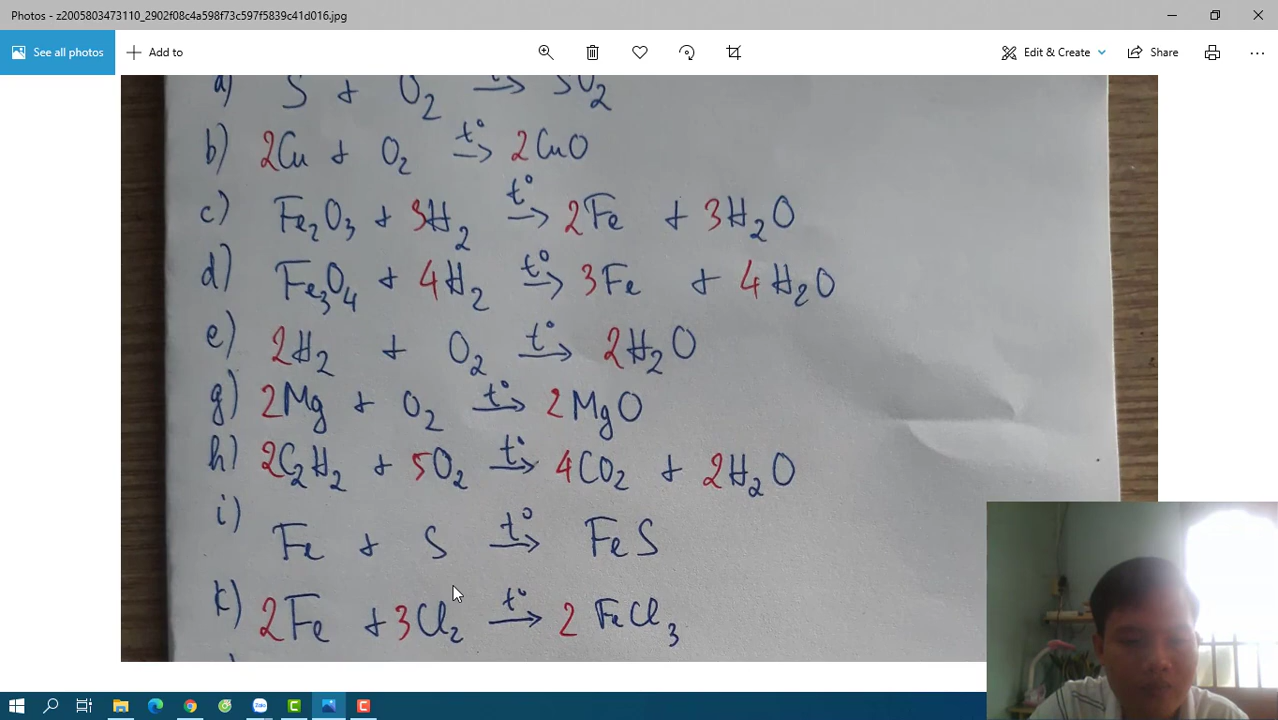 Photos - z2005803473110_2902f08c4a598f73c597f5839c41d016.jpg
See all photos
Add to
Edit & Create
Share
a) S + O2 t° → SO2
b) 2Cu + O2 t° → 2CuO
c) Fe2O3 + 3H2 t° → 2Fe + 3H2O
d) Fe3O4 + 4H2 t° → 3Fe + 4H2O
e) 2H2 + O2 t° → 2H2O
g) 2Mg + O2 t° → 2MgO
h) 2C2H2 + 5O2 t° → 4CO2 + 2H2O
i) Fe + S t° → FeS
k) 2Fe + 3Cl2 t° → 2FeCl3
Zalo